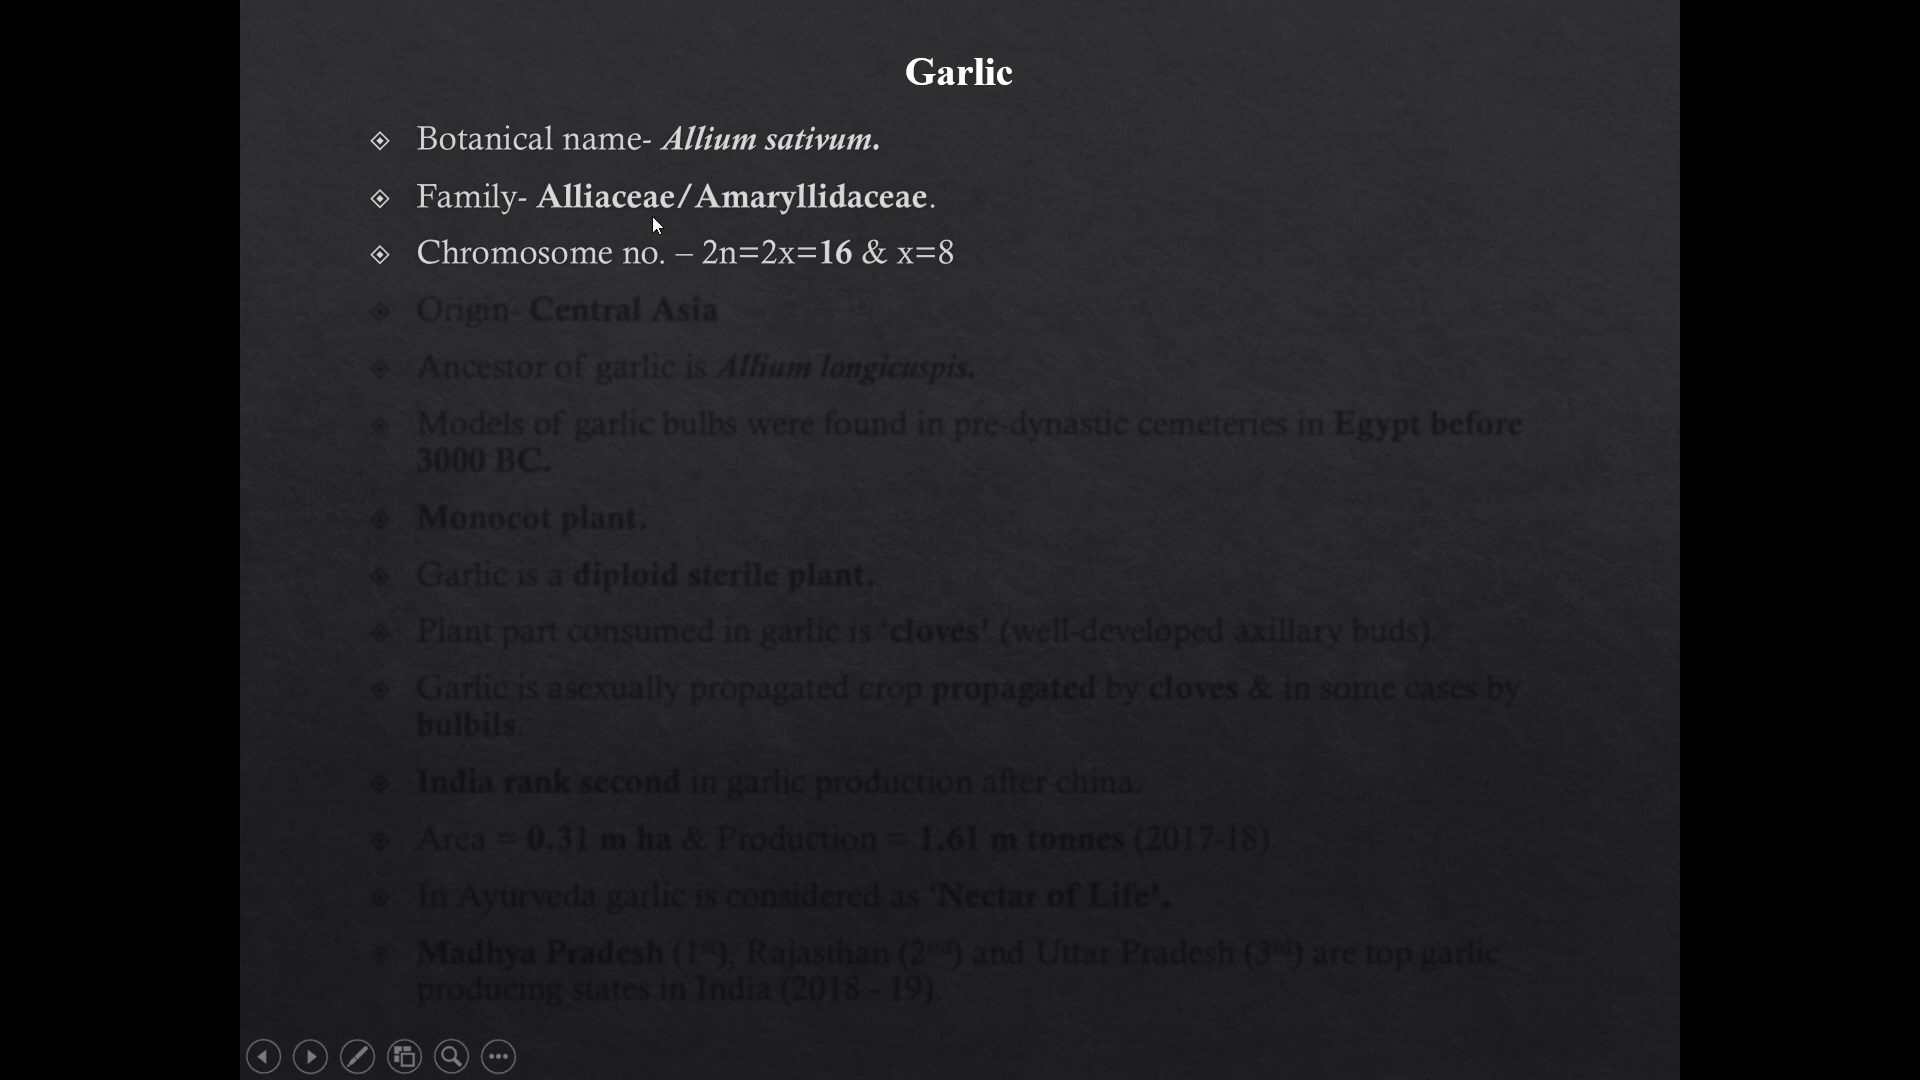 Garlic
Botanical name- Allium sativum.
Family- Alliaceae/Amaryllidaceae.
Chromosome no. – 2n=2x=16 & x=8
Origin- Central Asia
Ancestor of garlic is Allium longicuspis.
Models of garlic bulbs were found in pre-dynastic cemeteries in Egypt before
3000 BC.
Monocot plant.
Garlic is a diploid sterile plant.
Plant part consumed in garlic is ‘cloves’ (well-developed axillary buds).
Garlic is asexually propagated crop propagated by cloves & in some cases by
bulbils.
India rank second in garlic production after china.
Area = 0.31 m ha & Production = 1.61 m tonnes (2017-18)
In Ayurveda garlic is considered as ‘Nectar of Life’.
Madhya Pradesh (1st), Rajasthan (2nd) and Uttar Pradesh (3rd) are top garlic
producing states in India (2018 - 19).